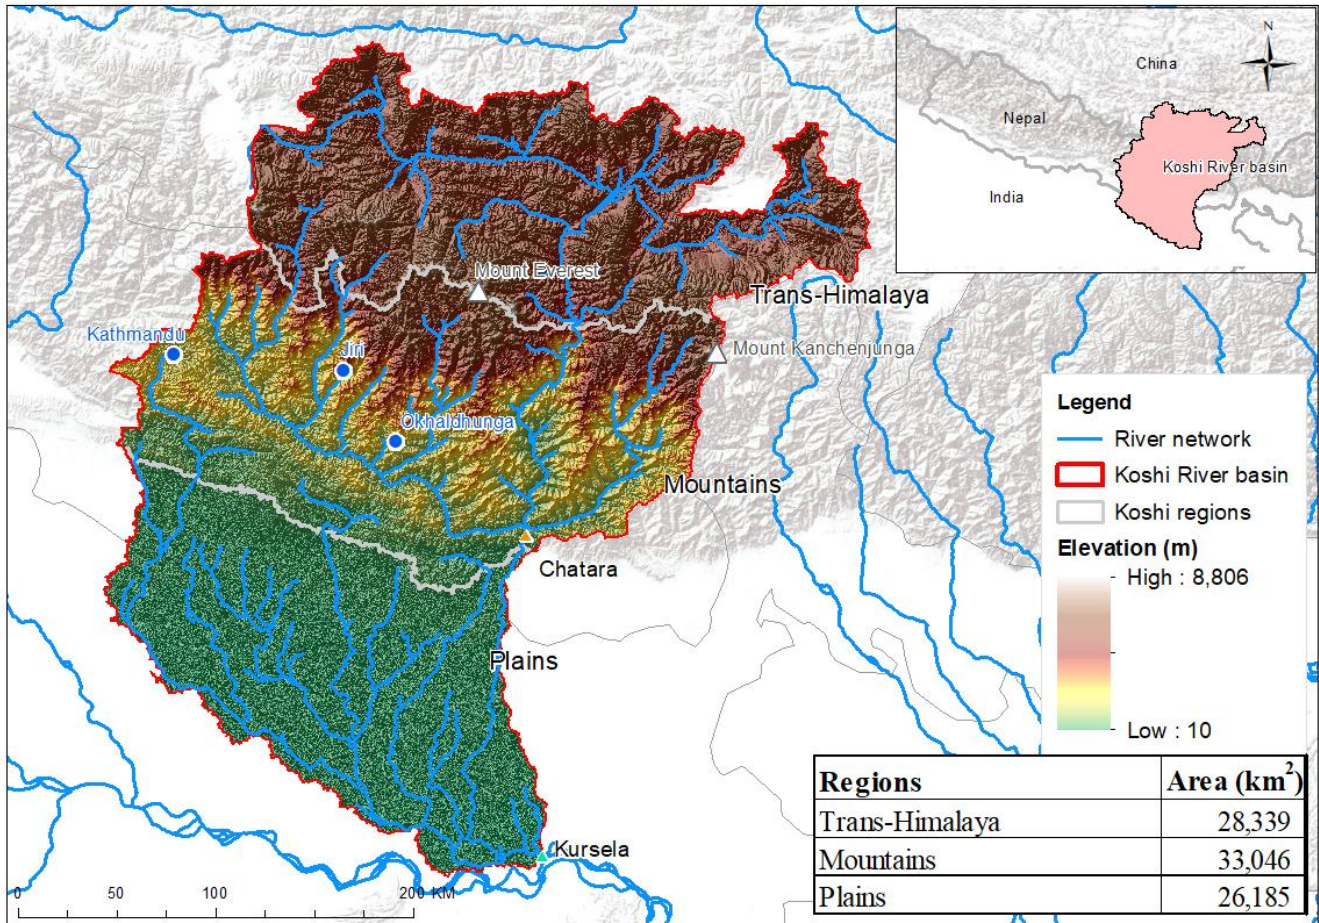 N
China
Nepal
Koshi River basin
India
Mount Everest
Trans-Himalaya
Kathmandu
Jiri
Mount Kanchenjunga
Okhaldhunga
Mountains
Chatara
Plains
Kursela
Legend
River network
Koshi River basin
Koshi regions
Elevation (m)
High : 8,806
Low : 10
Regions Area (km²)
Trans-Himalaya 28,339
Mountains 33,046
Plains 26,185
0 50 100 200 KM